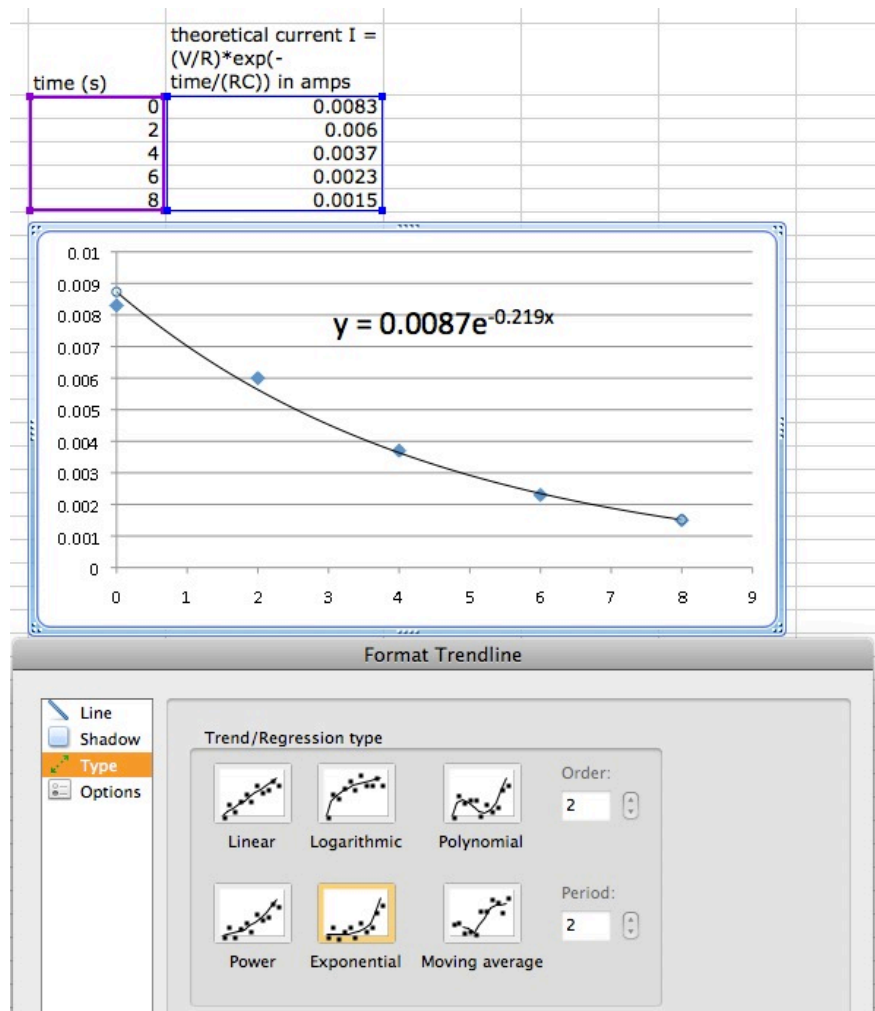 theoretical current I =
(V/R)*exp(-
time (s) time/(RC)) in amps
0 0.0083
2 0.006
4 0.0037
6 0.0023
8 0.0015
0.01
0.009
0.008
0.007
0.006
0.005
0.004
0.003
0.002
0.001
0
y = 0.0087e^-0.219x
0 1 2 3 4 5 6 7 8 9
Format Trendline
Line
Shadow
Type
Options
Trend/Regression type
Order:
2
Linear Logarithmic Polynomial
Period:
2
Power Exponential Moving average